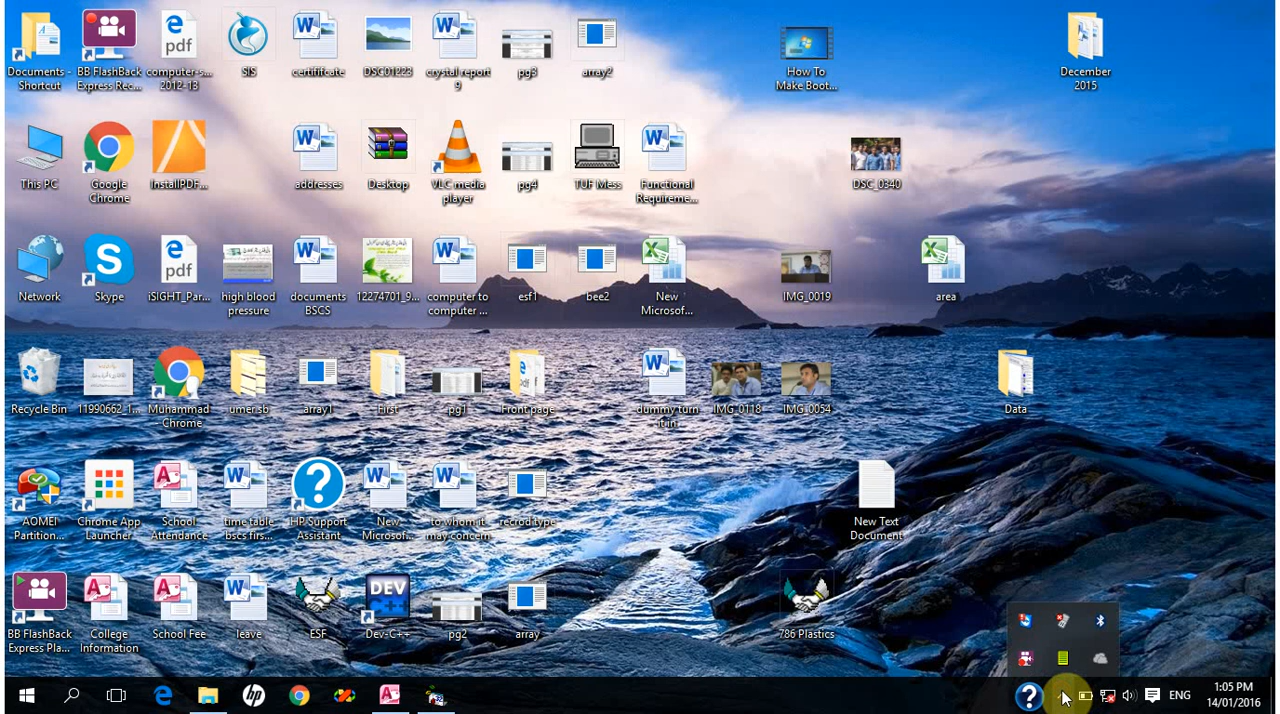 Documents -
Shortcut
BB FlashBack
Express Rec...
pdf
computer-s...
2012-13
SIS
certififcate
DSC01223
crystal report
9
pg3
array2
How To
Make Boot...
December
2015
This PC
Google
Chrome
InstallPDF...
addresses
Desktop
VLC media
player
pg4
TUF Mess
Functional
Requireme...
DSC_0340
Network
Skype
pdf
iSIGHT_Par...
high blood
pressure
documents
BSCS
12274701_9...
computer to
computer ...
esf1
bee2
New
Microsof...
IMG_0019
area
Recycle Bin
11990662_1...
Muhammad
- Chrome
umer.sb
array1
First
pg1
Front page
dummy turn
it in
IMG_0118
IMG_0054
Data
AOMEI
Partition...
Chrome App
Launcher
School
Attendance
time table
bscs firs...
HP Support
Assistant
New
Microsof...
to whom it
may concern
recrod type
New Text
Document
BB FlashBack
Express Pla...
College
Information
School Fee
leave
ESF
DEV
C++
Dev-C++
pg2
array
786 Plastics
hp
ENG
1:05 PM
14/01/2016